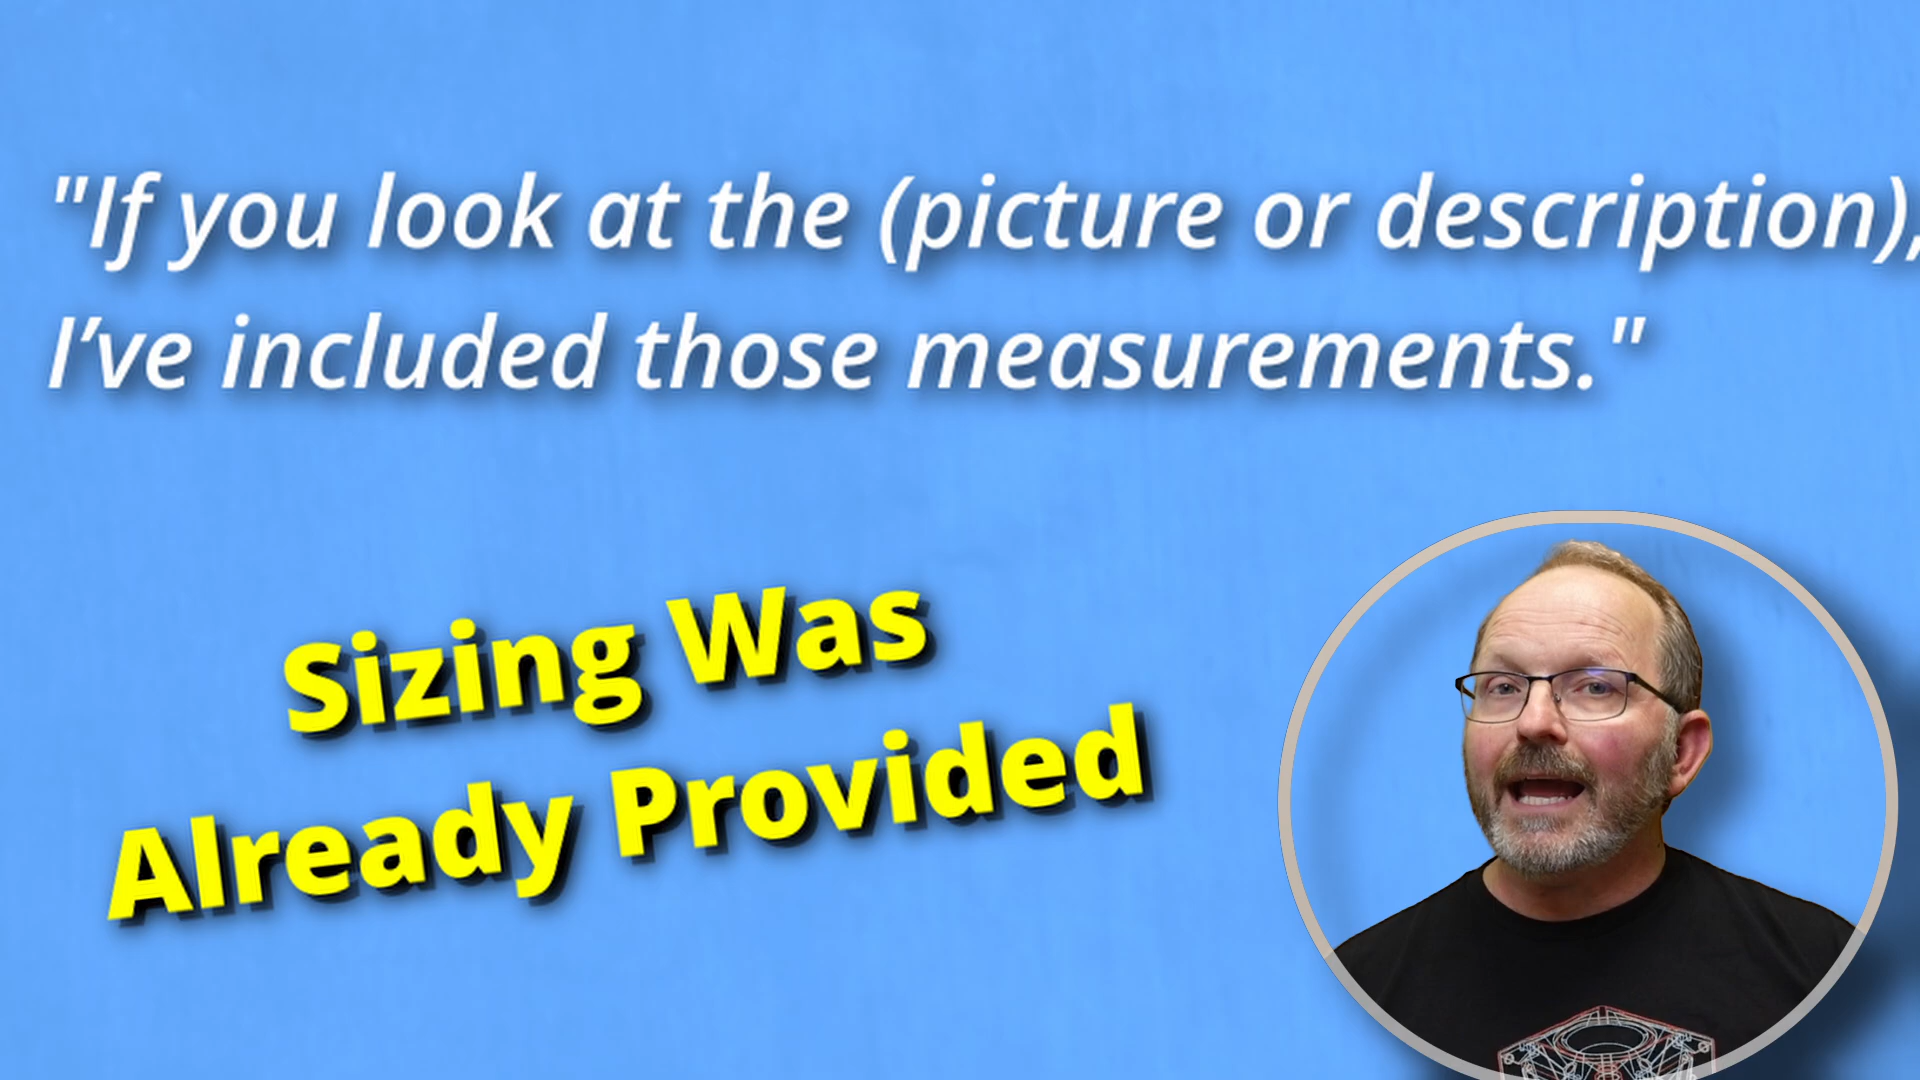 "If you look at the (picture or description),
I’ve included those measurements."
Sizing Was
Already Provided